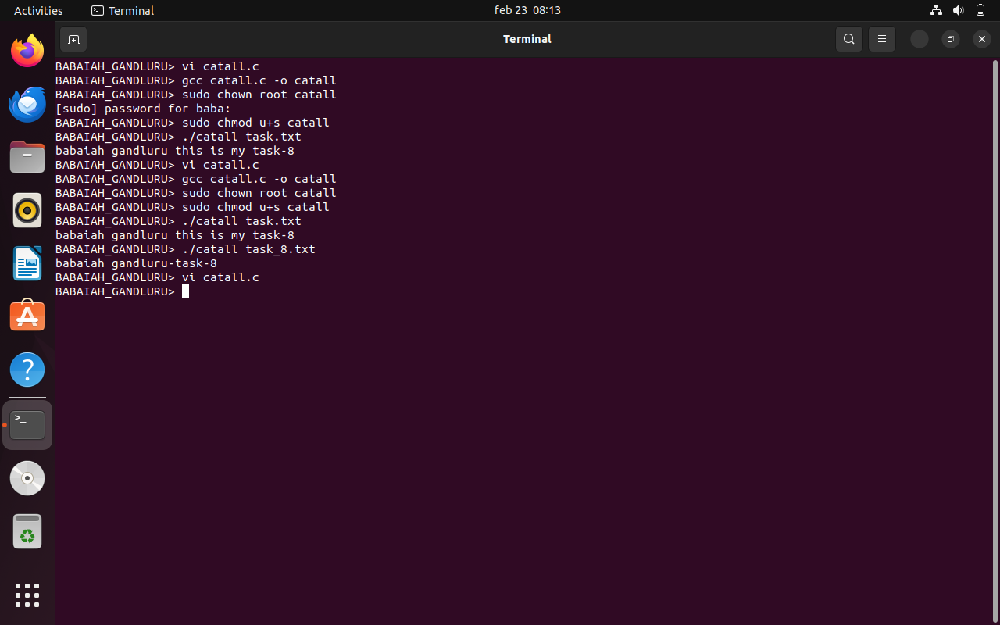 Activities
Terminal
feb 23 08:13
Terminal
BABAIAH_GANDLURU> vi catall.c
BABAIAH_GANDLURU> gcc catall.c -o catall
BABAIAH_GANDLURU> sudo chown root catall
[sudo] password for baba:
BABAIAH_GANDLURU> sudo chmod u+s catall
BABAIAH_GANDLURU> ./catall task.txt
babaiah gandluru this is my task-8
BABAIAH_GANDLURU> vi catall.c
BABAIAH_GANDLURU> gcc catall.c -o catall
BABAIAH_GANDLURU> sudo chown root catall
BABAIAH_GANDLURU> sudo chmod u+s catall
BABAIAH_GANDLURU> ./catall task.txt
babaiah gandluru this is my task-8
BABAIAH_GANDLURU> ./catall task_8.txt
babaiah gandluru-task-8
BABAIAH_GANDLURU> vi catall.c
BABAIAH_GANDLURU>